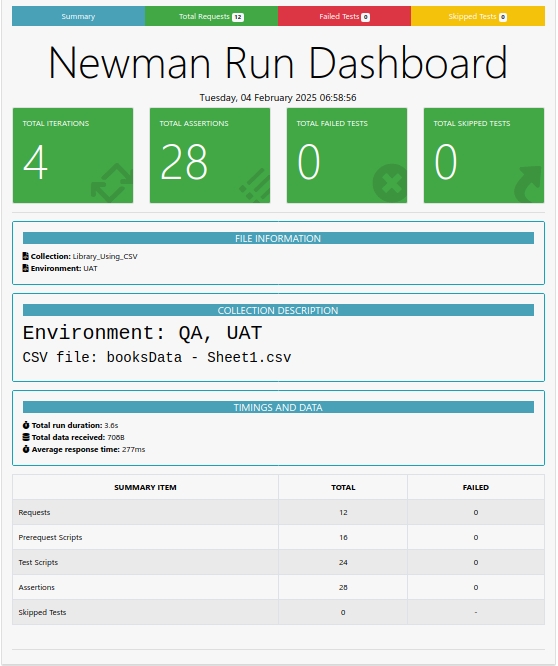 Summary Total Requests 12 Failed Tests 0 Skipped Tests 0
Newman Run Dashboard
Tuesday, 04 February 2025 06:58:56
TOTAL ITERATIONS TOTAL ASSERTIONS TOTAL FAILED TESTS TOTAL SKIPPED TESTS
4 28 0 0
FILE INFORMATION
Collection: Library_Using_CSV
Environment: UAT
COLLECTION DESCRIPTION
Environment: QA, UAT
CSV file: booksData - Sheet1.csv
TIMINGS AND DATA
Total run duration: 3.6s
Total data received: 708B
Average response time: 277ms
SUMMARY ITEM TOTAL FAILED
Requests 12 0
Prerequest Scripts 16 0
Test Scripts 24 0
Assertions 28 0
Skipped Tests 0 -